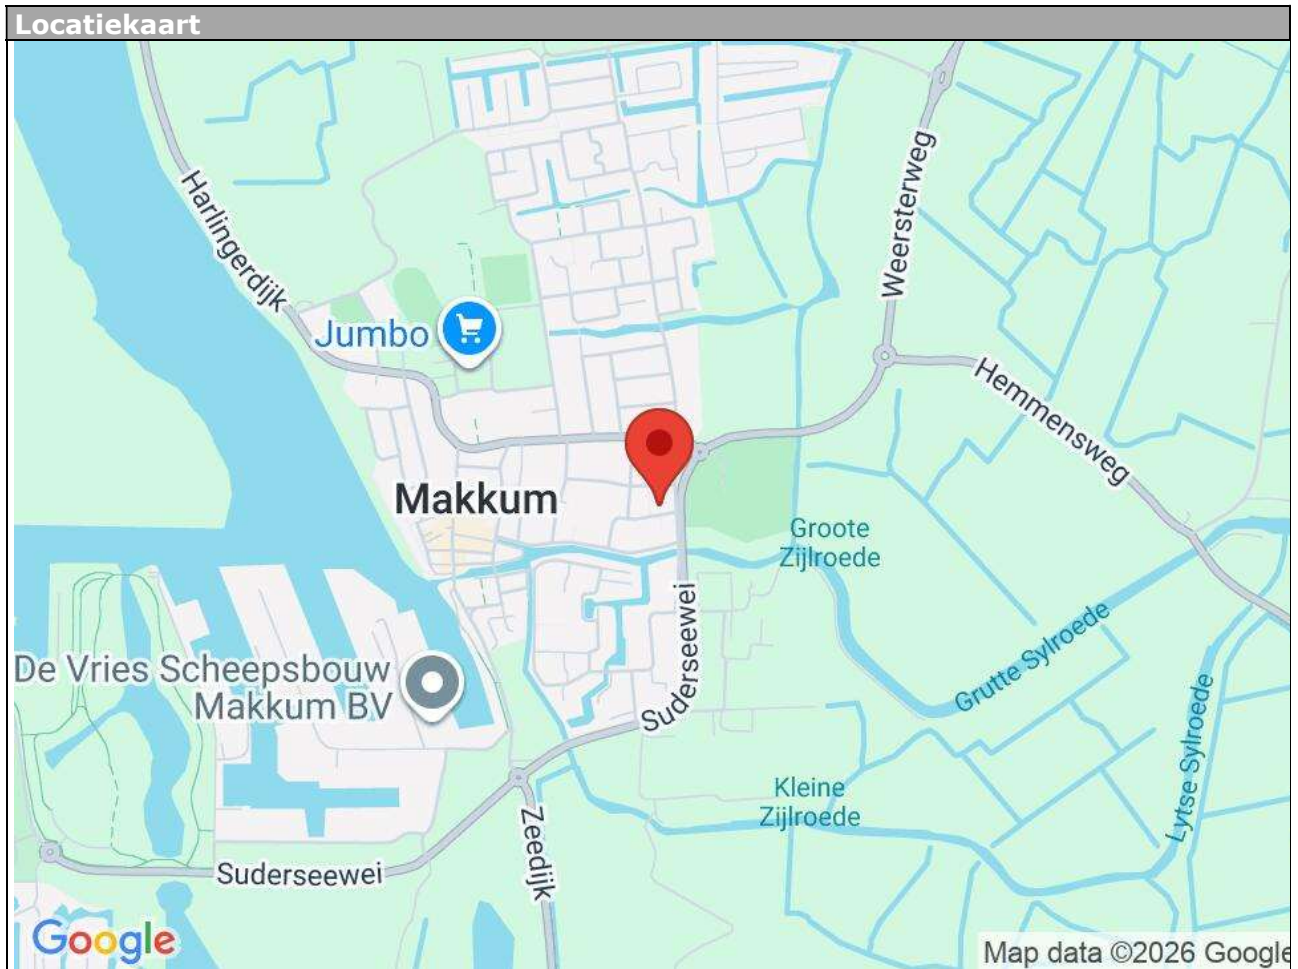 Locatiekaart
Harlingerdijk
Weersterweg
Jumbo
Hemmensweg
Makkum
Groote
Zijlroede
Suderseewei
Grutte Sylroede
De Vries Scheepsbouw
Makkum BV
Lytse Sylroede
Kleine
Zijlroede
Zeedijk
Suderseewei
Google
Map data ©2026 Google